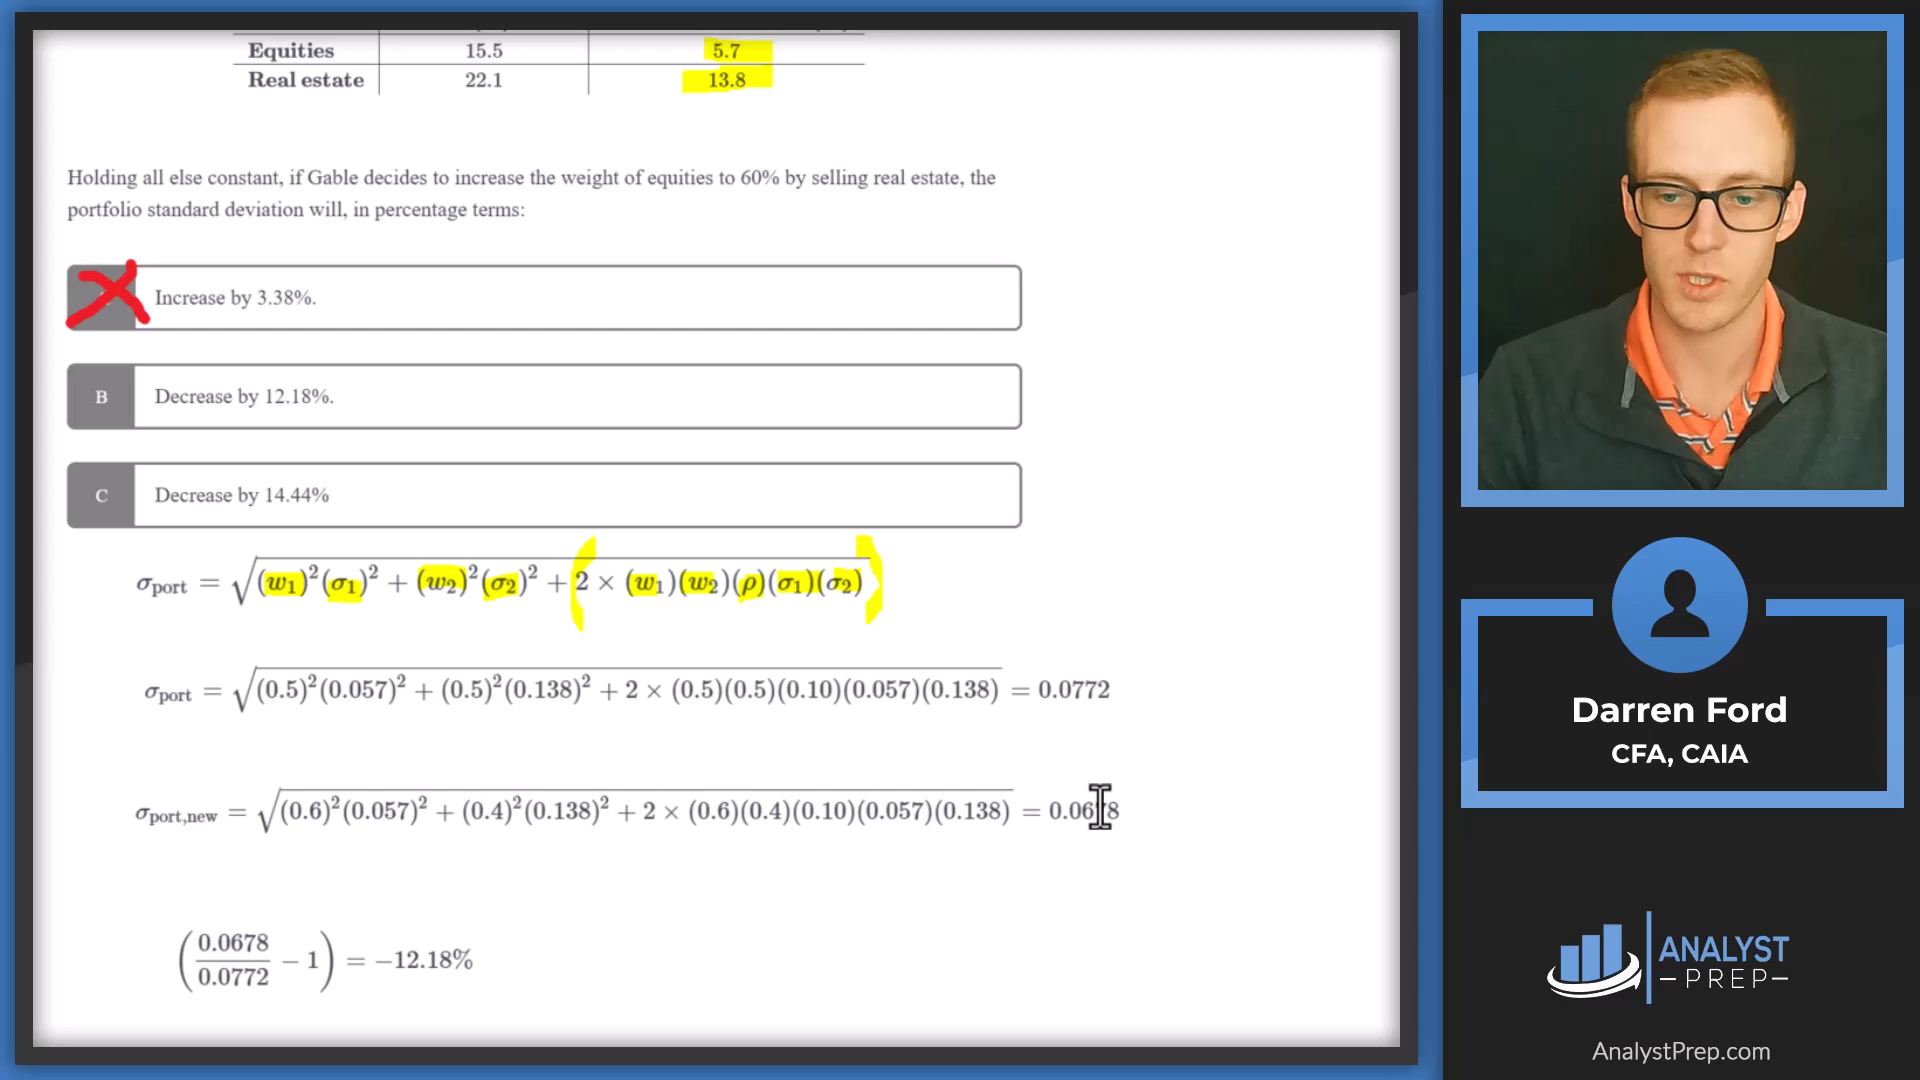 Equities 15.5 5.7
Real estate 22.1 13.8
Holding all else constant, if Gable decides to increase the weight of equities to 60% by selling real estate, the
portfolio standard deviation will, in percentage terms:
Increase by 3.38%.
B Decrease by 12.18%.
C Decrease by 14.44%
σport = √(w₁)²(σ₁)² + (w₂)²(σ₂)² + 2 × (w₁)(w₂)(ρ)(σ₁)(σ₂)
σport = √(0.5)²(0.057)² + (0.5)²(0.138)² + 2 × (0.5)(0.5)(0.10)(0.057)(0.138) = 0.0772
σport,new = √(0.6)²(0.057)² + (0.4)²(0.138)² + 2 × (0.6)(0.4)(0.10)(0.057)(0.138) = 0.0678
(0.0678/0.0772 − 1) = −12.18%
Darren Ford
CFA, CAIA
ANALYST
PREP
AnalystPrep.com